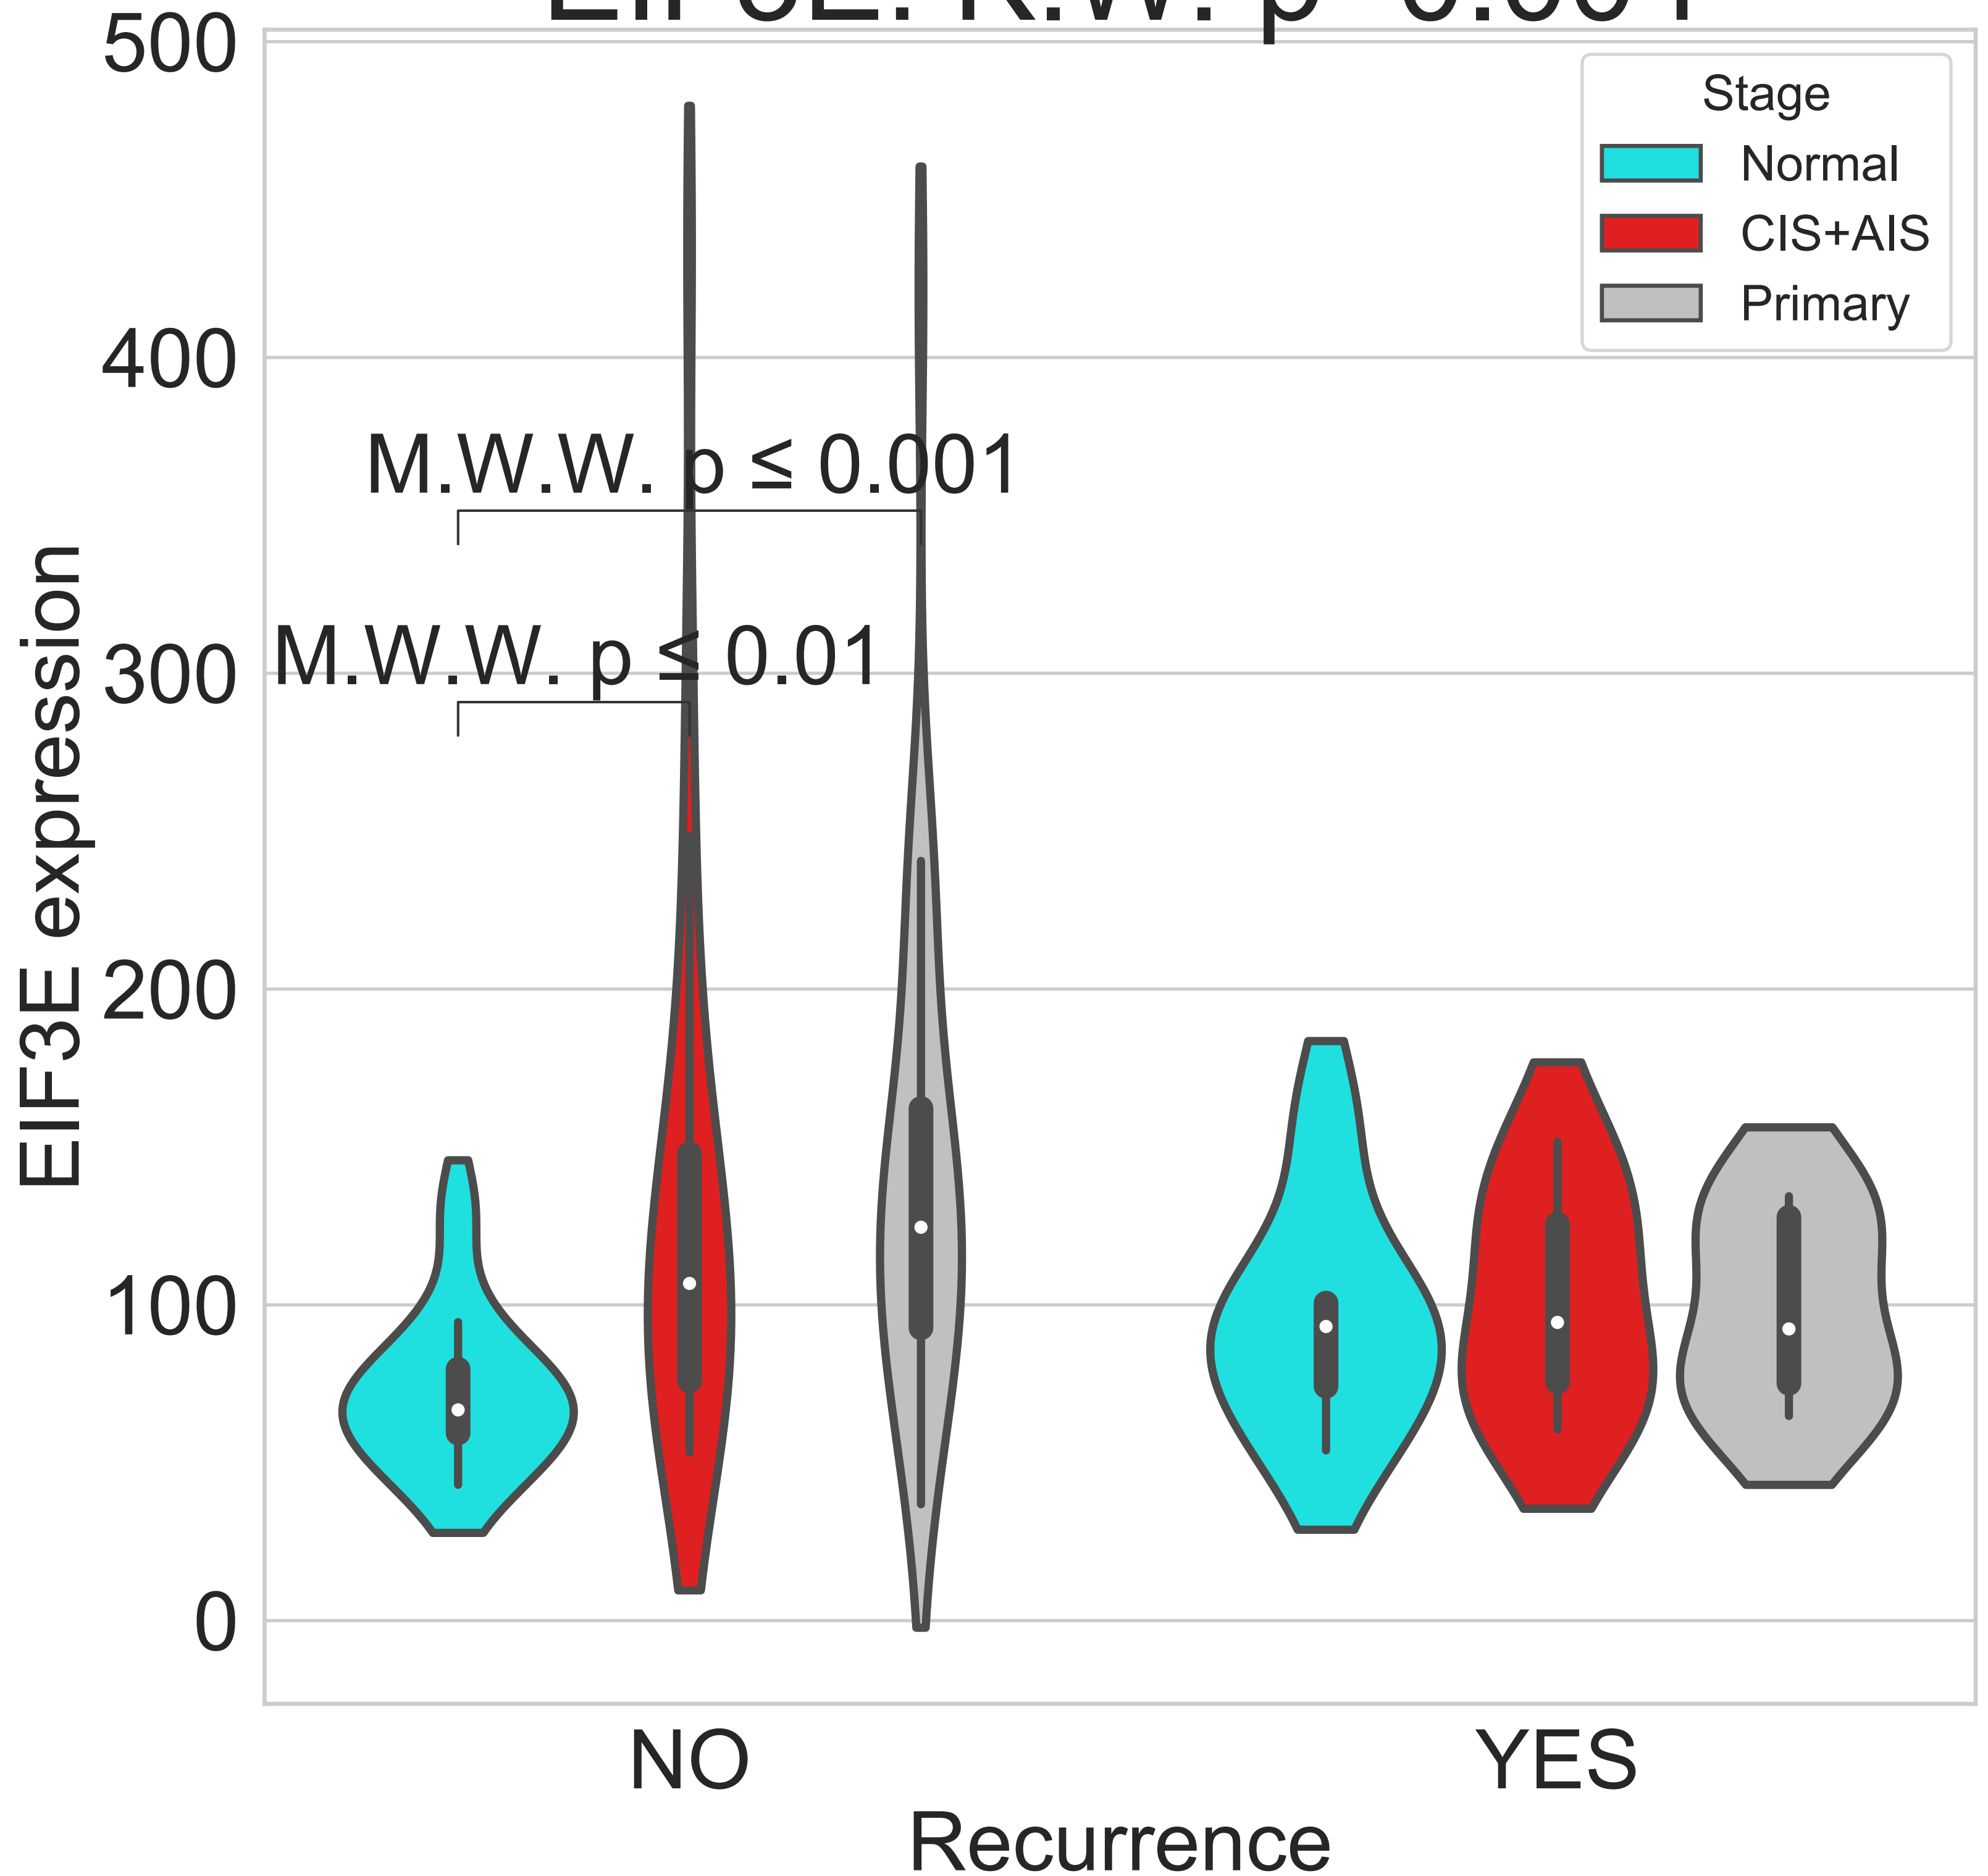 500
400
300
200
100
0
EIF3E expression
Stage
Normal
CIS+AIS
Primary
M.W.W. p ≤ 0.001
M.W.W. p ≤ 0.01
NO
YES
Recurrence